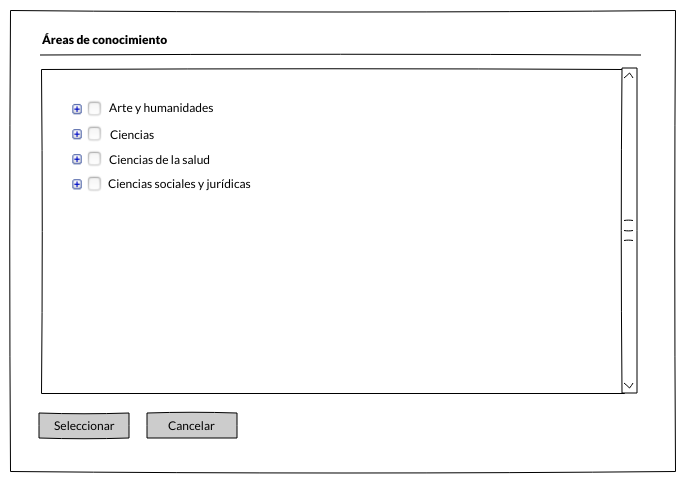 Áreas de conocimiento
Arte y humanidades
Ciencias
Ciencias de la salud
Ciencias sociales y jurídicas
Seleccionar
Cancelar